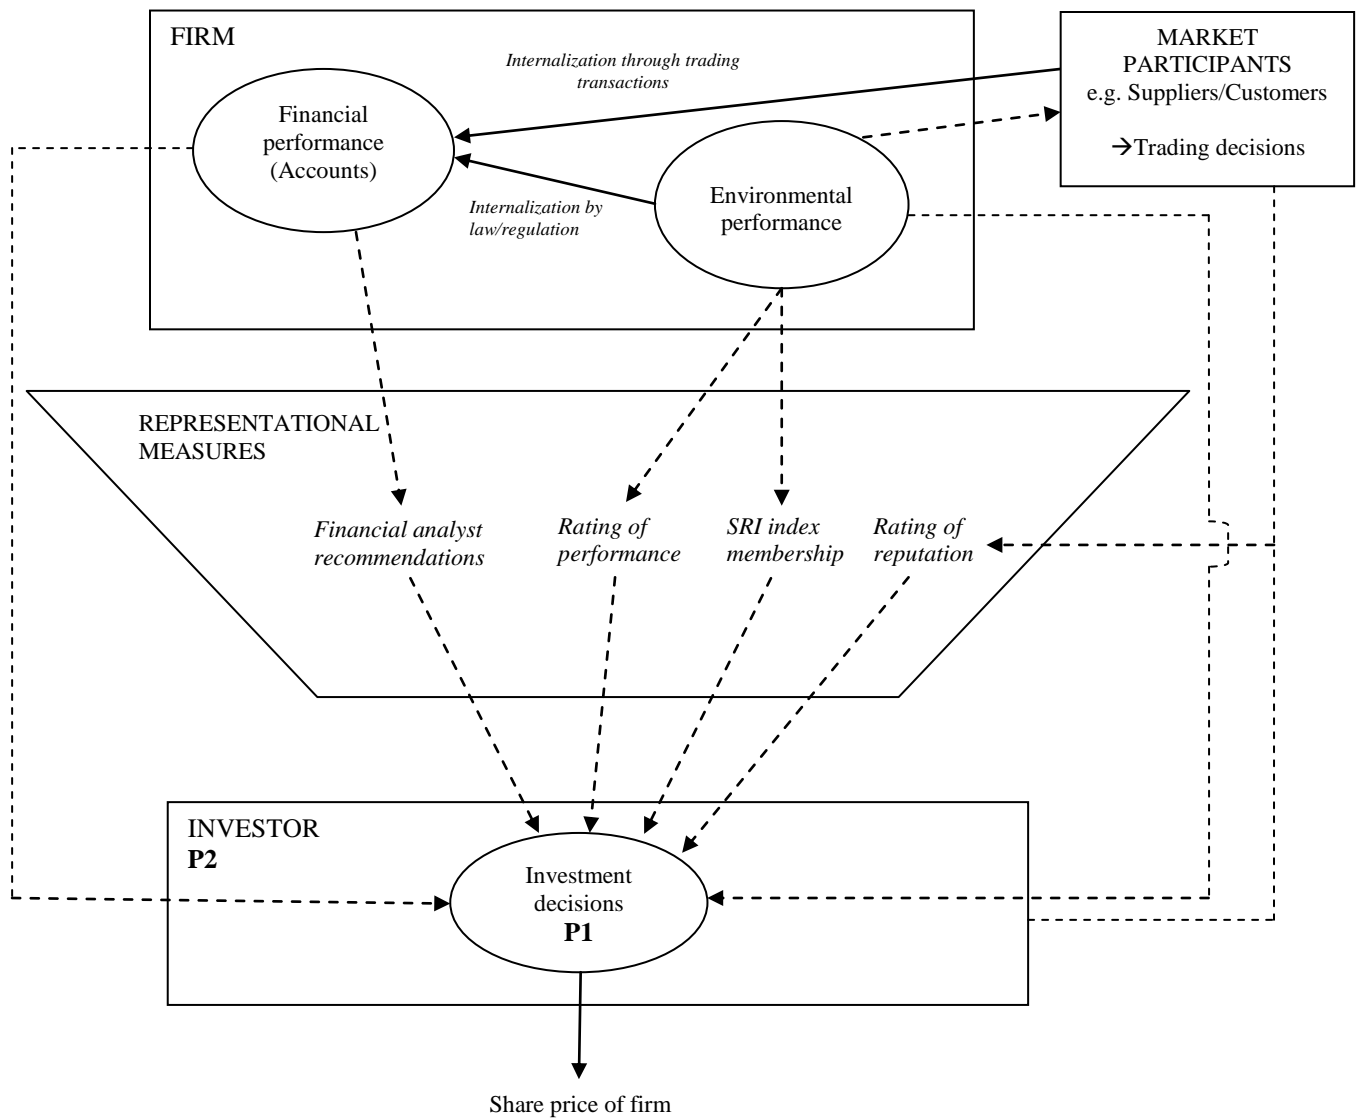 FIRM
Internalization through trading
transactions
MARKET
PARTICIPANTS
e.g. Suppliers/Customers
→Trading decisions
Financial
performance
(Accounts)
Environmental
performance
Internalization by
law/regulation
REPRESENTATIONAL
MEASURES
Financial analyst
recommendations
Rating of
performance
SRI index
membership
Rating of
reputation
INVESTOR
P2
Investment
decisions
P1
Share price of firm